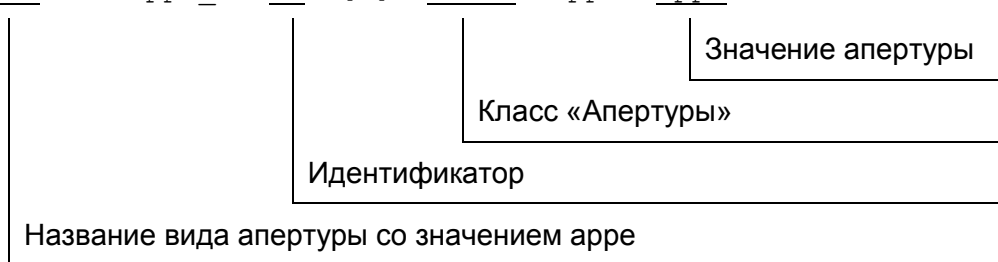 Значение апертуры
Класс «Апертуры»
Идентификатор
Название вида апертуры со значением appe